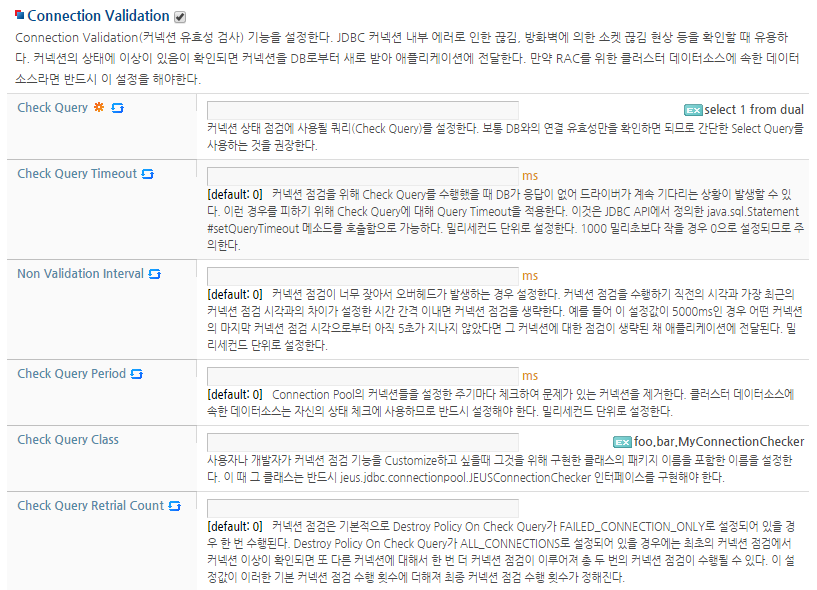 Connection Validation
Connection Validation(커넥션 유효성 검사) 기능을 설정한다. JDBC 커넥션 내부 에러로 인한 끊김, 방화벽에 의한 소켓 끊김 현상 등을 확인할 때 유용하
다. 커넥션의 상태에 이상이 있음이 확인되면 커넥션을 DB로부터 새로 받아 애플리케이션에 전달한다. 만약 RAC를 위한 클러스터 데이터소스에 속한 데이터
소스라면 반드시 이 설정을 해야한다.
Check Query
EX select 1 from dual
커넥션 상태 점검에 사용될 쿼리(Check Query)를 설정한다. 보통 DB와의 연결 유효성만을 확인하면 되므로 간단한 Select Query를
사용하는 것을 권장한다.
Check Query Timeout
ms
[default: 0] 커넥션 점검을 위해 Check Query를 수행했을 때 DB가 응답이 없어 드라이버가 계속 기다리는 상황이 발생할 수 있
다. 이런 경우를 피하기 위해 Check Query에 대해 Query Timeout을 적용한다. 이것은 JDBC API에서 정의한 java.sql.Statement
#setQueryTimeout 메소드를 호출함으로 가능하다. 밀리세컨드 단위로 설정한다. 1000 밀리초보다 작을 경우 0으로 설정되므로 주
의한다.
Non Validation Interval
ms
[default: 0] 커넥션 점검이 너무 잦아서 오버헤드가 발생하는 경우 설정한다. 커넥션 점검을 수행하기 직전의 시각과 가장 최근의
커넥션 점검 시각과의 차이가 설정한 시간 간격 이내면 커넥션 점검을 생략한다. 예를 들어 이 설정값이 5000ms인 경우 어떤 커넥션
의 마지막 커넥션 점검 시각으로부터 아직 5초가 지나지 않았다면 그 커넥션에 대한 점검이 생략된 채 애플리케이션에 전달된다. 밀
리세컨드 단위로 설정한다.
Check Query Period
ms
[default: 0] Connection Pool의 커넥션들을 설정한 주기마다 체크하여 문제가 있는 커넥션을 제거한다. 클러스터 데이터소스에
속한 데이터소스는 자신의 상태 체크에 사용하므로 반드시 설정해야 한다. 밀리세컨드 단위로 설정한다.
Check Query Class
EX foo,bar,MyConnectionChecker
사용자나 개발자가 커넥션 점검 기능을 Customize하고 싶을때 그것을 위해 구현한 클래스의 패키지 이름을 포함한 이름을 설정한
다. 이 때 그 클래스는 반드시 jeus.jdbc.connectionpool.JEUSConnectionChecker 인터페이스를 구현해야 한다.
Check Query Retrial Count
[default: 0] 커넥션 점검은 기본적으로 Destroy Policy On Check Query가 FAILED_CONNECTION_ONLY로 설정되어 있을 경
우 한 번 수행된다. Destroy Policy On Check Query가 ALL_CONNECTIONS로 설정되어 있을 경우에는 최초의 커넥션 점검에서
커넥션 이상이 확인되면 또 다른 커넥션에 대해서 한 번 더 커넥션 점검이 이루어져 총 두 번의 커넥션 점검이 수행될 수 있다. 이 설
정값이 이러한 기본 커넥션 점검 수행 횟수에 더해져 최종 커넥션 점검 수행 횟수가 정해진다.